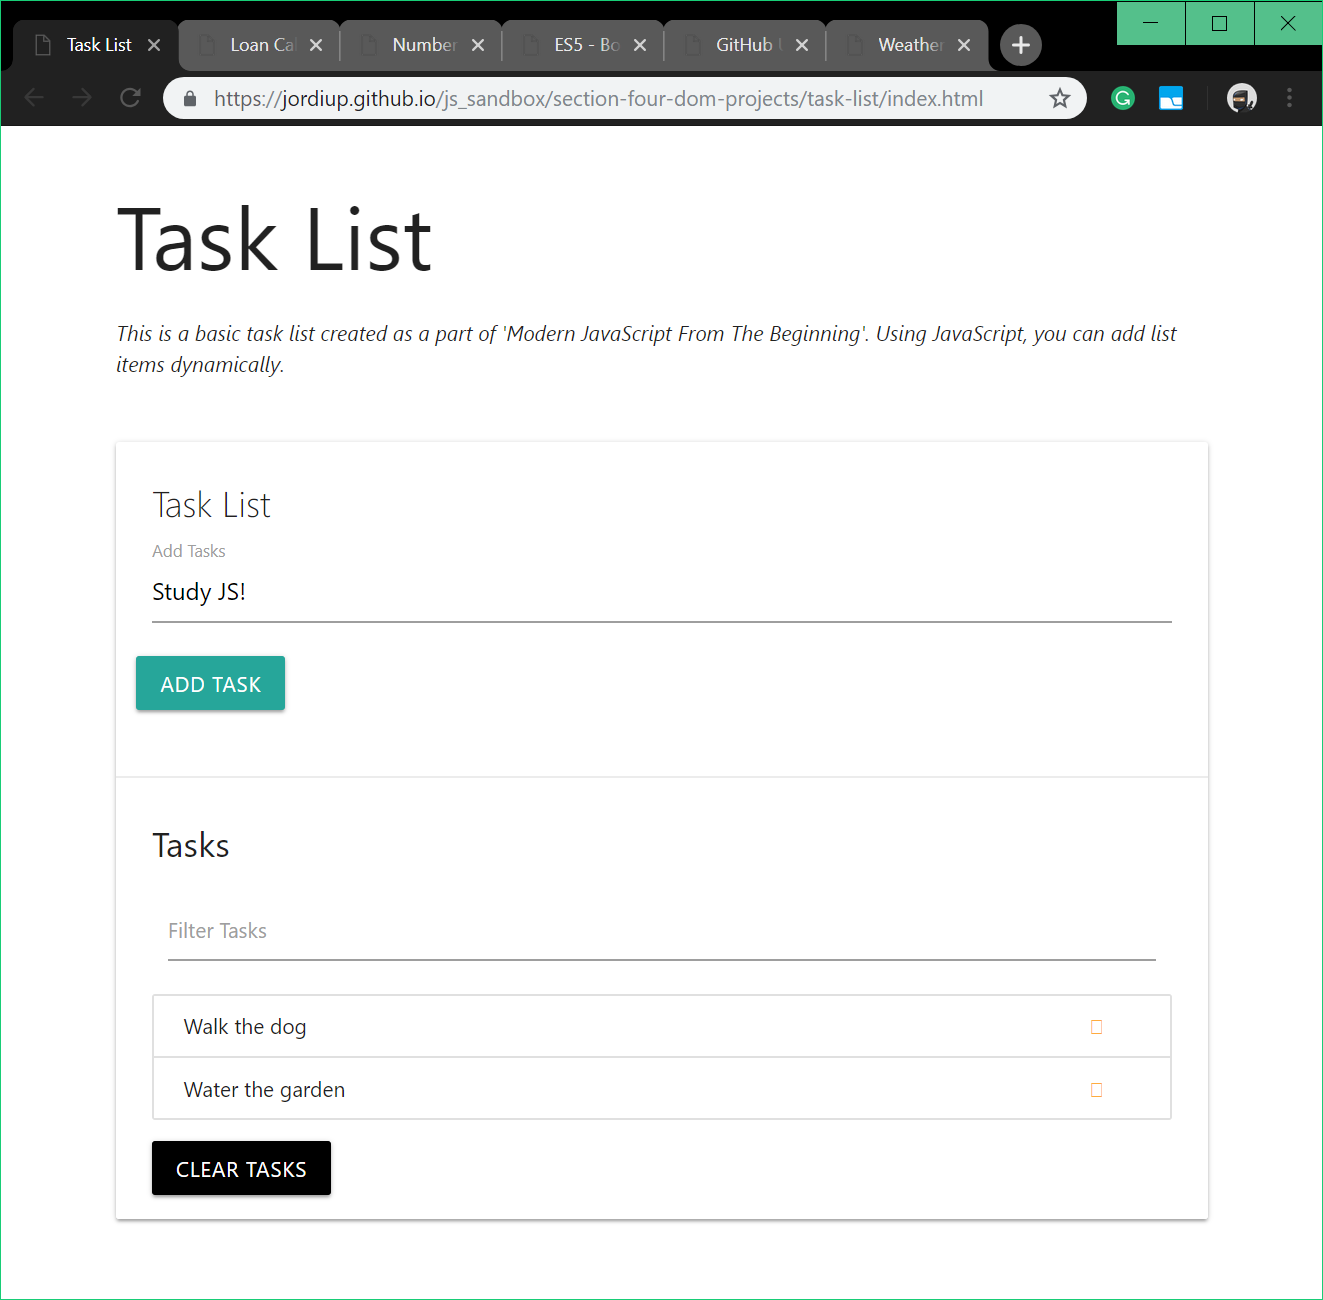 Task List
Loan Cal
Number
ES5 - Bo
GitHub U
Weather
https://jordiup.github.io/js_sandbox/section-four-dom-projects/task-list/index.html
Task List
This is a basic task list created as a part of 'Modern JavaScript From The Beginning'. Using JavaScript, you can add list
items dynamically.
Task List
Add Tasks
Study JS!
ADD TASK
Tasks
Filter Tasks
Walk the dog
Water the garden
CLEAR TASKS